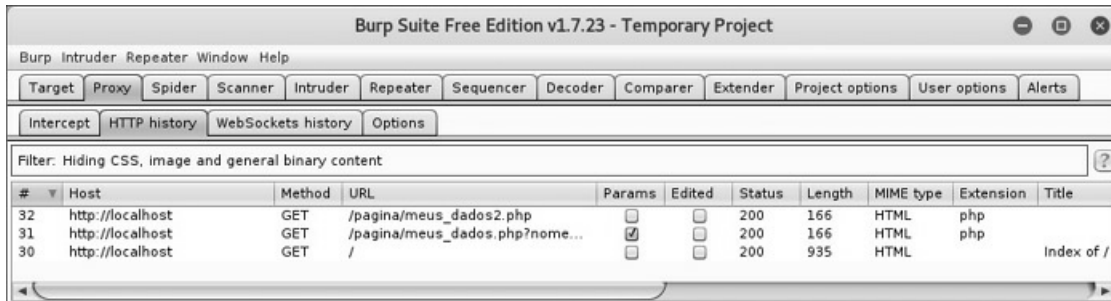 Burp Suite Free Edition v1.7.23 - Temporary Project
Burp Intruder Repeater Window Help
Target Proxy Spider Scanner Intruder Repeater Sequencer Decoder Comparer Extender Project options User options Alerts
Intercept HTTP history WebSockets history Options
Filter: Hiding CSS, image and general binary content ?
# Host Method URL Params Edited Status Length MIME type Extension Title
32 http://localhost GET /pagina/meus_dados2.php 200 166 HTML php
31 http://localhost GET /pagina/meus_dados.php?nome... 200 166 HTML php
30 http://localhost GET / 200 935 HTML Index of /